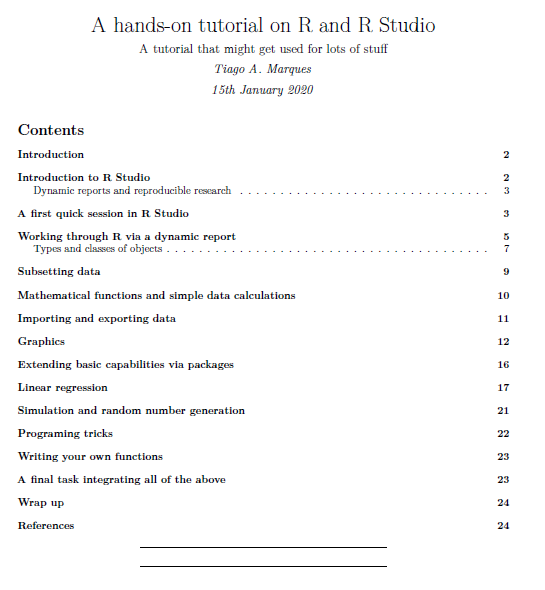 A hands-on tutorial on R and R Studio
A tutorial that might get used for lots of stuff
Tiago A. Marques
15th January 2020
Contents
Introduction 2
Introduction to R Studio 2
Dynamic reports and reproducible research . . . . . . . . . . . . . . . . . . . . . . . . . . . . . . . 3
A first quick session in R Studio 3
Working through R via a dynamic report 5
Types and classes of objects . . . . . . . . . . . . . . . . . . . . . . . . . . . . . . . . . . . . . . . . 7
Subsetting data 9
Mathematical functions and simple data calculations 10
Importing and exporting data 11
Graphics 12
Extending basic capabilities via packages 16
Linear regression 17
Simulation and random number generation 21
Programing tricks 22
Writing your own functions 23
A final task integrating all of the above 23
Wrap up 24
References 24